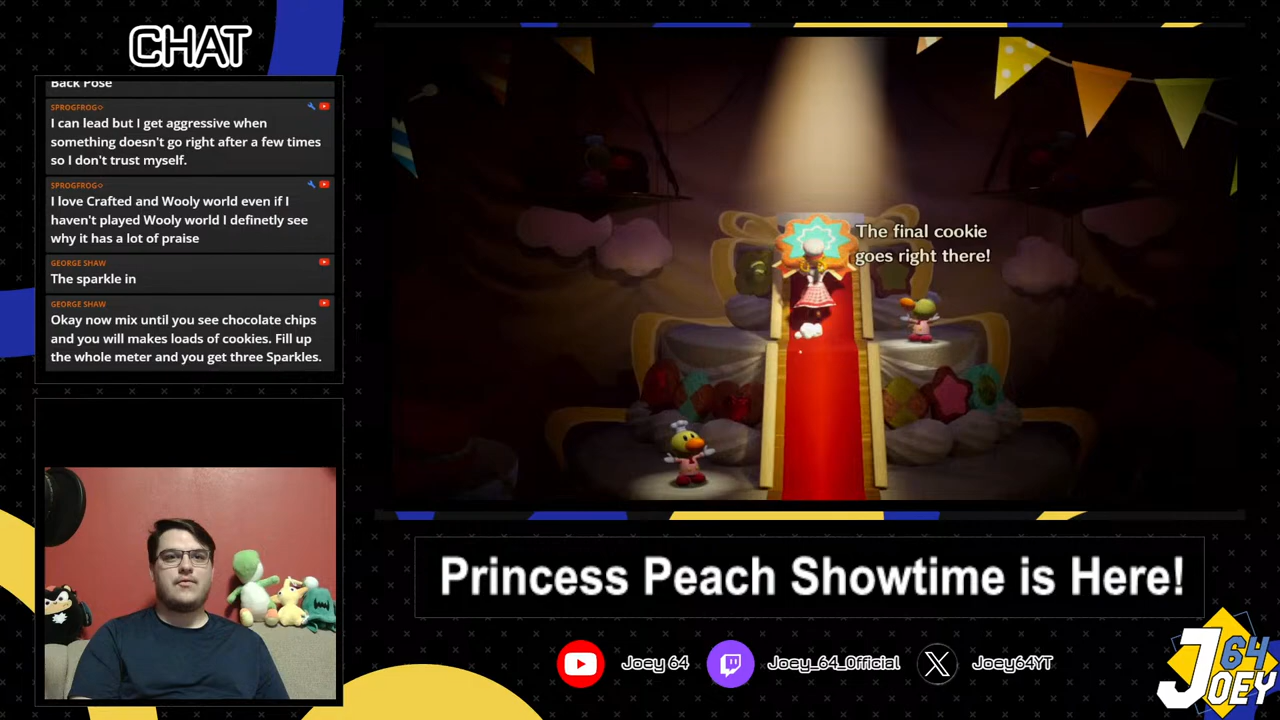 CHAT
Back Pose
SPROGFROG
I can lead but I get aggressive when
something doesn't go right after a few times
so I don't trust myself.
SPROGFROG
I love Crafted and Wooly world even if I
haven't played Wooly world I definetly see
why it has a lot of praise
GEORGE SHAW
The sparkle in
GEORGE SHAW
Okay now mix until you see chocolate chips
and you will makes loads of cookies. Fill up
the whole meter and you get three Sparkles.
The final cookie
goes right there!
Princess Peach Showtime is Here!
Joey 64
Joey_64_Official
Joey64YT
64
JOEY